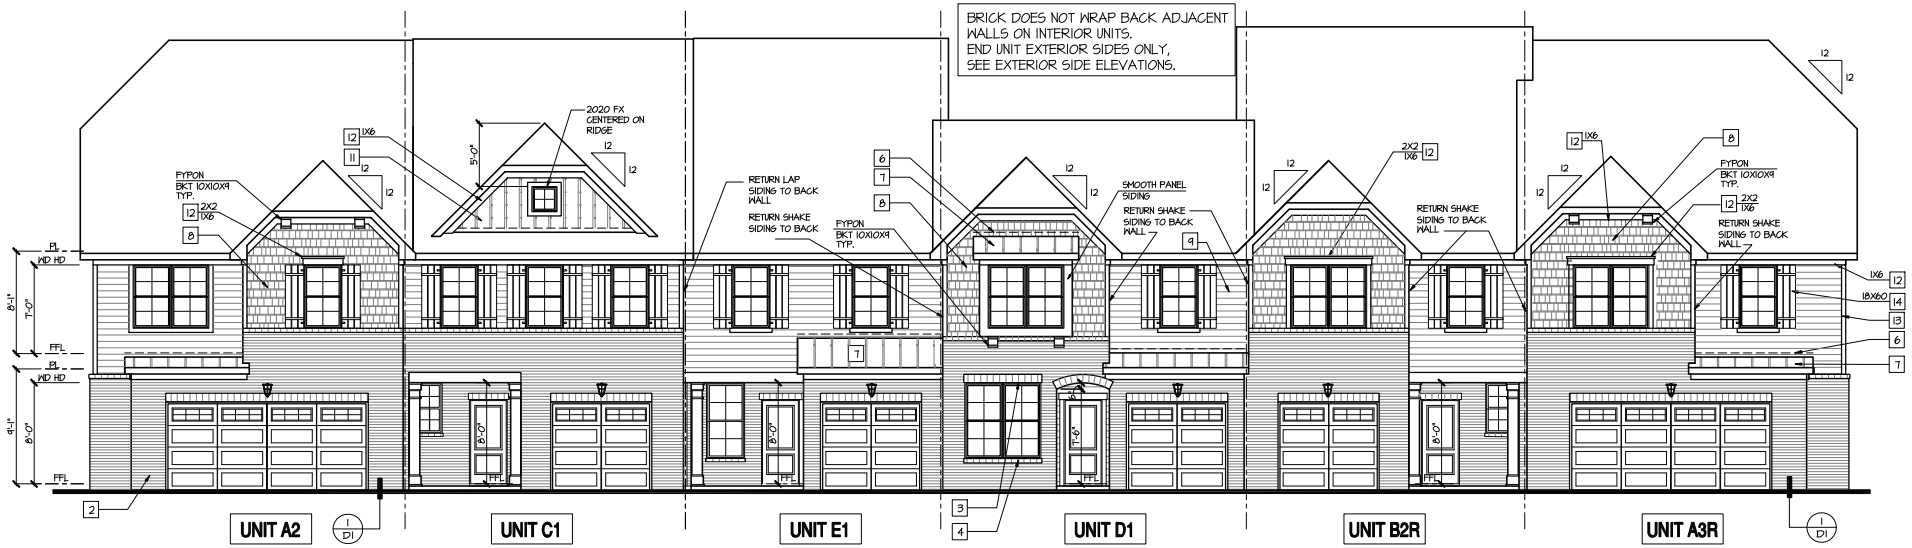 BRICK DOES NOT WRAP BACK ADJACENT
WALLS ON INTERIOR UNITS.
END UNIT EXTERIOR SIDES ONLY,
SEE EXTERIOR SIDE ELEVATIONS.
12
12
2020 FX
CENTERED ON
RIDGE
12 1X6
11
5'-0"
12
12
FYPON
BKT 10X10X9
TYP.
12
12
12 2X2
1X6
8
RETURN LAP
SIDING TO BACK
WALL
RETURN SHAKE
SIDING TO BACK
FYPON
BKT 10X10X9
TYP.
6
7
8
12
12
SMOOTH PANEL
SIDING
RETURN SHAKE
SIDING TO BACK
WALL
9
12
12
2X2
1X6 12
RETURN SHAKE
SIDING TO BACK
WALL
12 1X6
8
12
12
FYPON
BKT 10X10X9
TYP.
12 2X2
1X6
RETURN SHAKE
SIDING TO BACK
WALL
1X6
12
18X60 14
13
6
7
PL
WD HD
8'-1"
7'-0"
FFL
PL
WD HD
9'-1"
8'-0"
FFL
7
8'-0"
FFL
8'-0"
FFL
6"
7'-6"
FFL
8'-0"
FFL
2
3
4
UNIT A2
1
D1
UNIT C1
UNIT E1
UNIT D1
UNIT B2R
UNIT A3R
1
D1